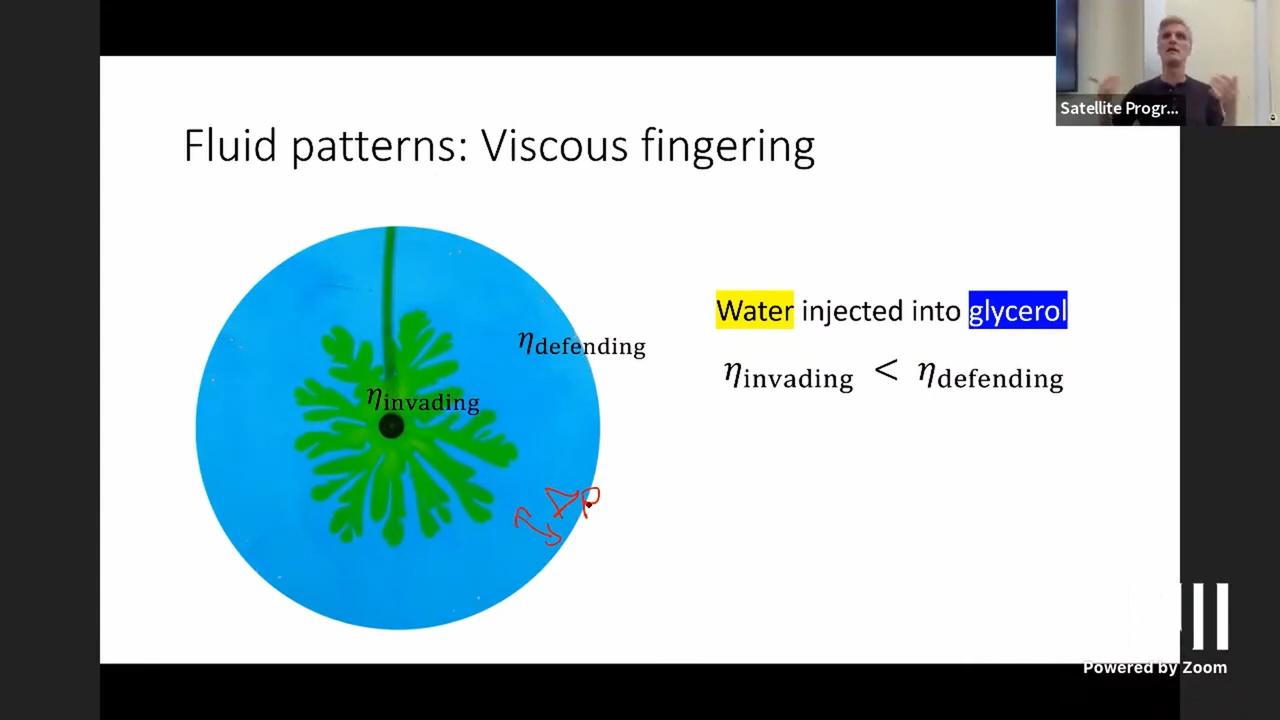 Satellite Progr...
Fluid patterns: Viscous fingering
Water injected into glycerol
ηdefending
ηinvading < ηdefending
ηinvading
ΔP
Powered by Zoom